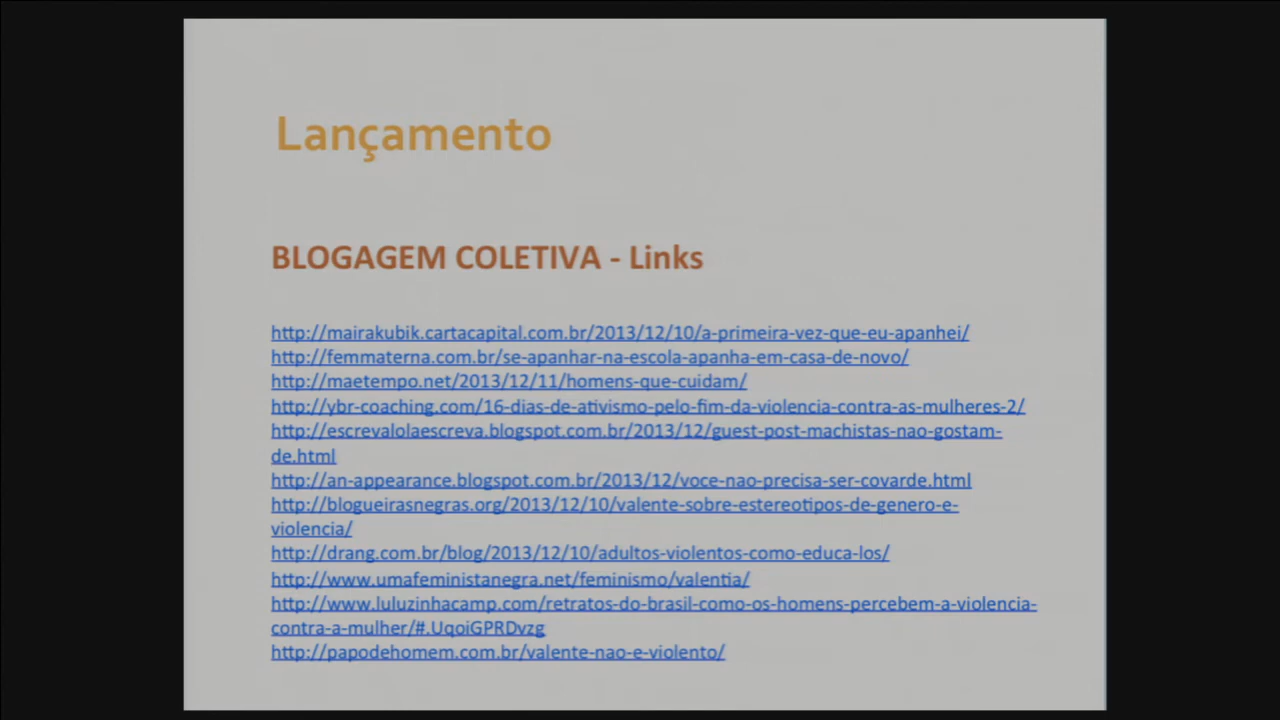 Lançamento
BLOGAGEM COLETIVA - Links
http://mairakubik.cartacapital.com.br/2013/12/10/a-primeira-vez-que-eu-apanhei/
http://femmaterna.com.br/se-apanhar-na-escola-apanha-em-casa-de-novo/
http://maetempo.net/2013/12/11/homens-que-cuidam/
http://ybr-coaching.com/16-dias-de-ativismo-pelo-fim-da-violencia-contra-as-mulheres-2/
http://escrevalolaescreva.blogspot.com.br/2013/12/guest-post-machistas-nao-gostam-
de.html
http://an-appearance.blogspot.com.br/2013/12/voce-nao-precisa-ser-covarde.html
http://blogueirasnegras.org/2013/12/10/valente-sobre-estereotipos-de-genero-e-
violencia/
http://drang.com.br/blog/2013/12/10/adultos-violentos-como-educa-los/
http://www.umafeministanegra.net/feminismo/valentia/
http://www.luluzinhacamp.com/retratos-do-brasil-como-os-homens-percebem-a-violencia-
contra-a-mulher/#.UqoiGPRDvzg
http://papodehomem.com.br/valente-nao-e-violento/